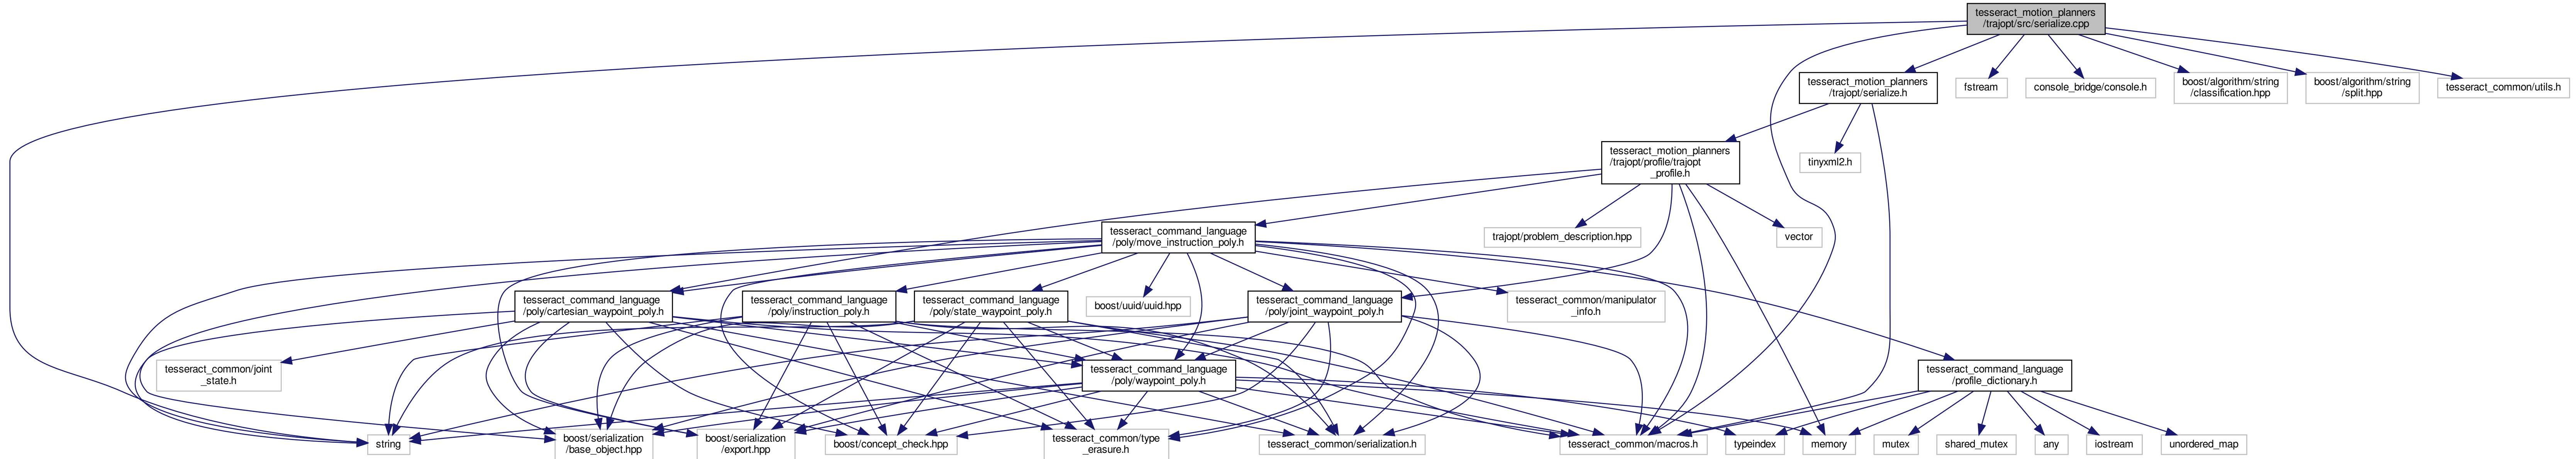 tesseract_motion_planners
/trajopt/src/serialize.cpp
tesseract_motion_planners
/trajopt/serialize.h
fstream
console_bridge/console.h
boost/algorithm/string
/classification.hpp
boost/algorithm/string
/split.hpp
tesseract_common/utils.h
tesseract_motion_planners
/trajopt/profile/trajopt
_profile.h
tinyxml2.h
tesseract_command_language
/poly/move_instruction_poly.h
trajopt/problem_description.hpp
vector
tesseract_command_language
/poly/cartesian_waypoint_poly.h
tesseract_command_language
/poly/instruction_poly.h
tesseract_command_language
/poly/state_waypoint_poly.h
boost/uuid/uuid.hpp
tesseract_command_language
/poly/joint_waypoint_poly.h
tesseract_common/manipulator
_info.h
tesseract_common/joint
_state.h
tesseract_command_language
/poly/waypoint_poly.h
tesseract_command_language
/profile_dictionary.h
string
boost/serialization
/base_object.hpp
boost/serialization
/export.hpp
boost/concept_check.hpp
tesseract_common/type
_erasure.h
tesseract_common/serialization.h
tesseract_common/macros.h
typeindex
memory
mutex
shared_mutex
any
iostream
unordered_map